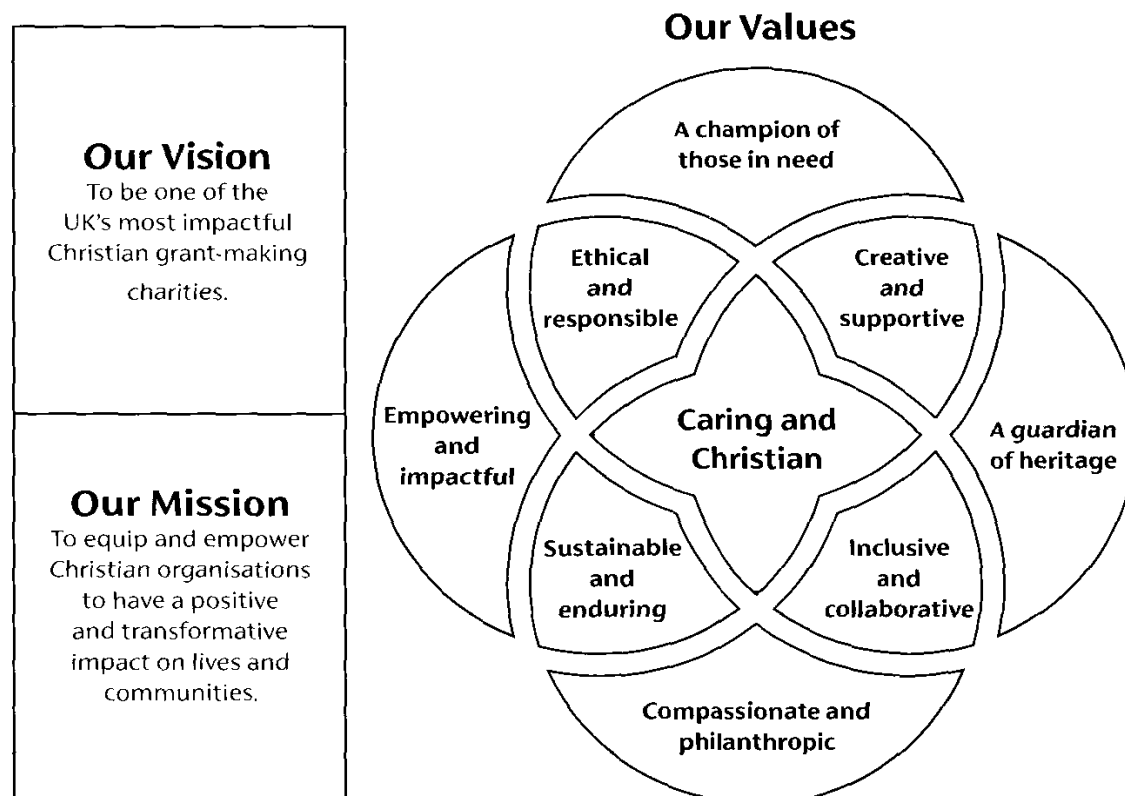 Our Vision
To be one of the
UK's most impactful
Christian grant-making
charities.
Our Mission
To equip and empower
Christian organisations
to have a positive
and transformative
impact on lives and
communities.
Our Values
A champion of
those in need
Ethical
and
responsible
Creative
and
supportive
Empowering
and
impactful
Caring and
Christian
A guardian
of heritage
Sustainable
and
enduring
Inclusive
and
collaborative
Compassionate and
philanthropic